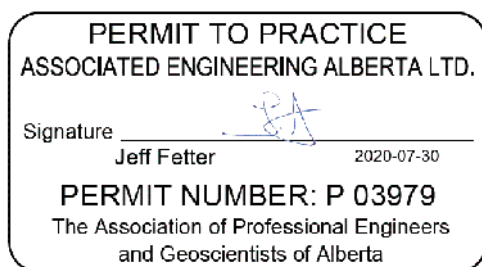 PERMIT TO PRACTICE
ASSOCIATED ENGINEERING ALBERTA LTD.
Signature
Jeff Fetter 2020-07-30
PERMIT NUMBER: P 03979
The Association of Professional Engineers
and Geoscientists of Alberta